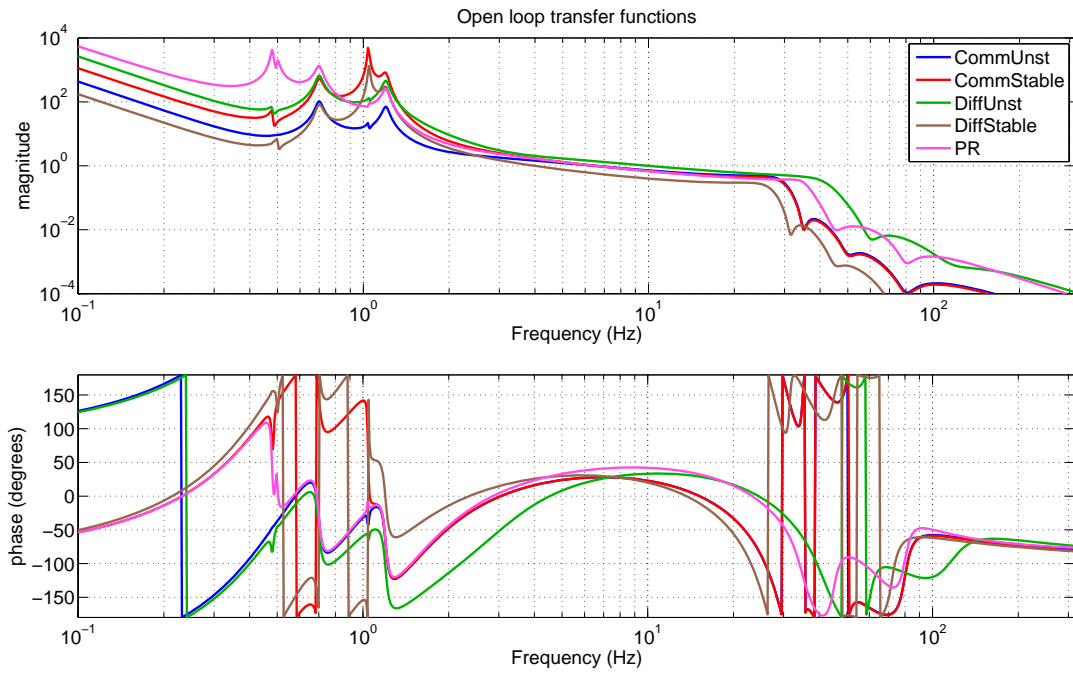 Open loop transfer functions
magnitude
10^4
10^2
10^0
10^−2
10^−4
CommUnst
CommStable
DiffUnst
DiffStable
PR
10^−1
10^0
10^1
10^2
Frequency (Hz)
phase (degrees)
150
100
50
0
−50
−100
−150
10^−1
10^0
10^1
10^2
Frequency (Hz)